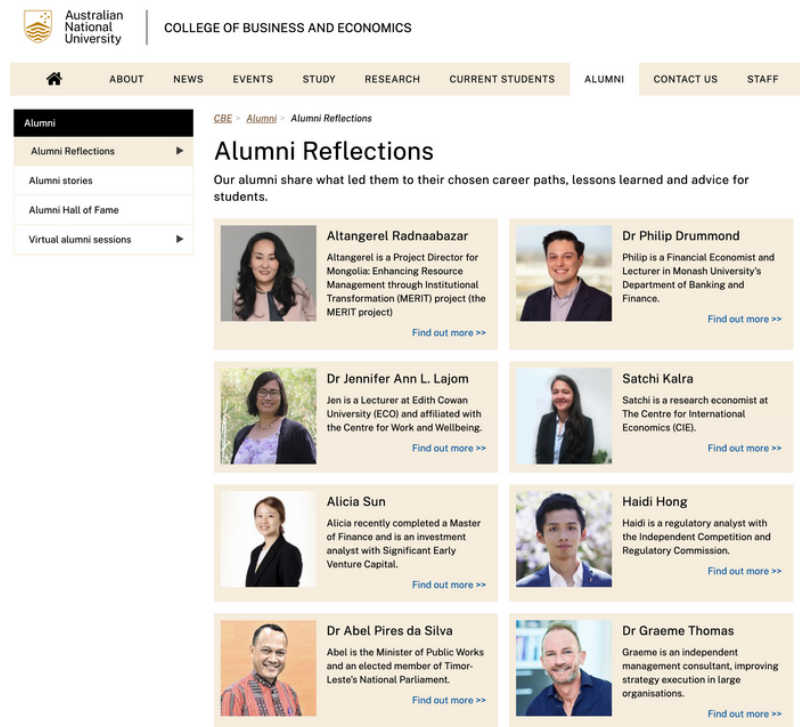 Australian
National
University
COLLEGE OF BUSINESS AND ECONOMICS
ABOUT NEWS EVENTS STUDY RESEARCH CURRENT STUDENTS ALUMNI CONTACT US STAFF
Alumni
Alumni Reflections
Alumni stories
Alumni Hall of Fame
Virtual alumni sessions
CBE > Alumni > Alumni Reflections
Alumni Reflections
Our alumni share what led them to their chosen career paths, lessons learned and advice for
students.
Altangerel Radnaabazar
Altangerel is a Project Director for
Mongolia: Enhancing Resource
Management through Institutional
Transformation (MERIT) project (the
MERIT project)
Find out more >>
Dr Philip Drummond
Philip is a Financial Economist and
Lecturer in Monash University's
Department of Banking and
Finance.
Find out more >>
Dr Jennifer Ann L. Lajom
Jen is a Lecturer at Edith Cowan
University (ECO) and affiliated with
the Centre for Work and Wellbeing.
Find out more >>
Satchi Kalra
Satchi is a research economist at
The Centre for International
Economics (CIE).
Find out more >>
Alicia Sun
Alicia recently completed a Master
of Finance and is an investment
analyst with Significant Early
Venture Capital.
Find out more >>
Haidi Hong
Haidi is a regulatory analyst with
the Independent Competition and
Regulatory Commission.
Find out more >>
Dr Abel Pires da Silva
Abel is the Minister of Public Works
and an elected member of Timor-
Leste's National Parliament.
Find out more >>
Dr Graeme Thomas
Graeme is an independent
management consultant, improving
strategy execution in large
organisations.
Find out more >>